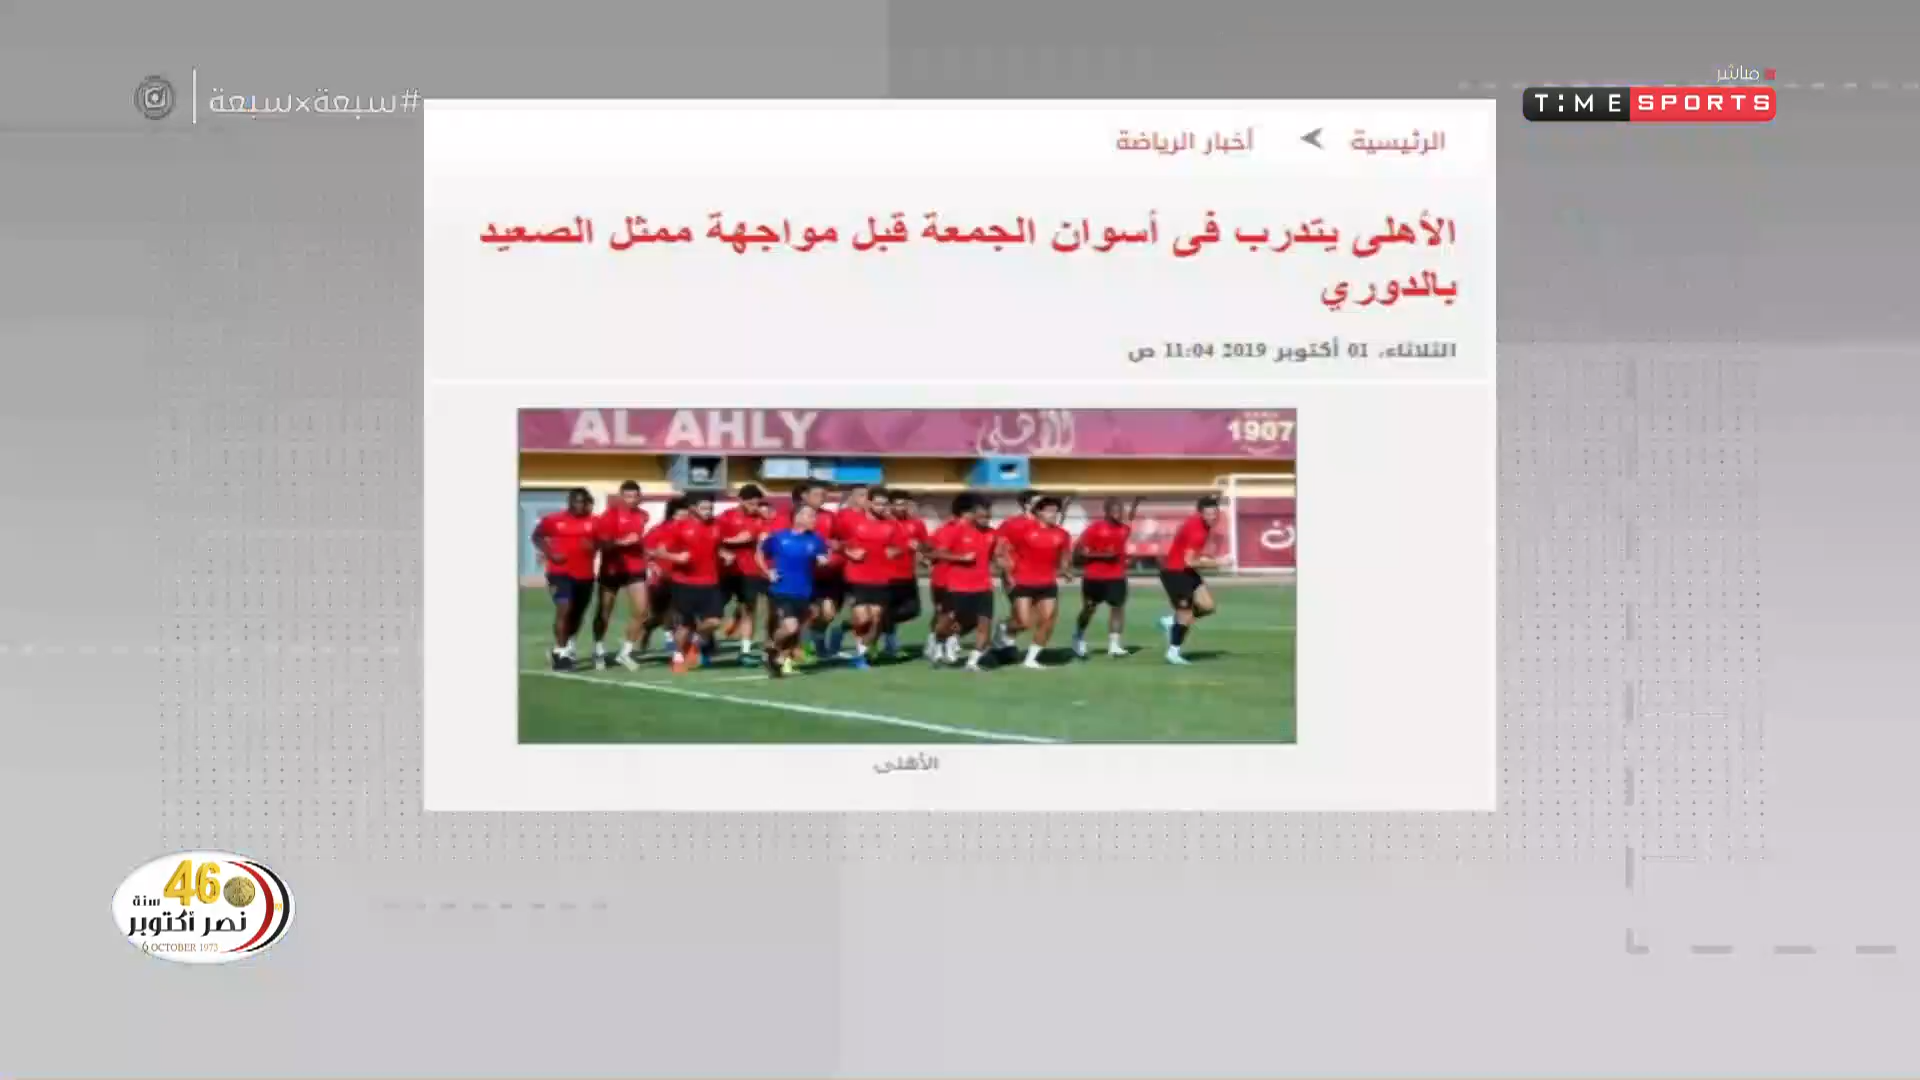 مباشر
TIME SPORTS
#سبعة×سبعة
الرئيسية
أخبار الرياضة
الأهلى يتدرب فى أسوان الجمعة قبل مواجهة ممثل الصعيد
بالدوري
الثلاثاء، 01 أكتوبر 2019 11:04 ص
AL AHLY
الأهلى
1907
الأهلى
46
سنة
نصر أكتوبر
6 OCTOBER 1973